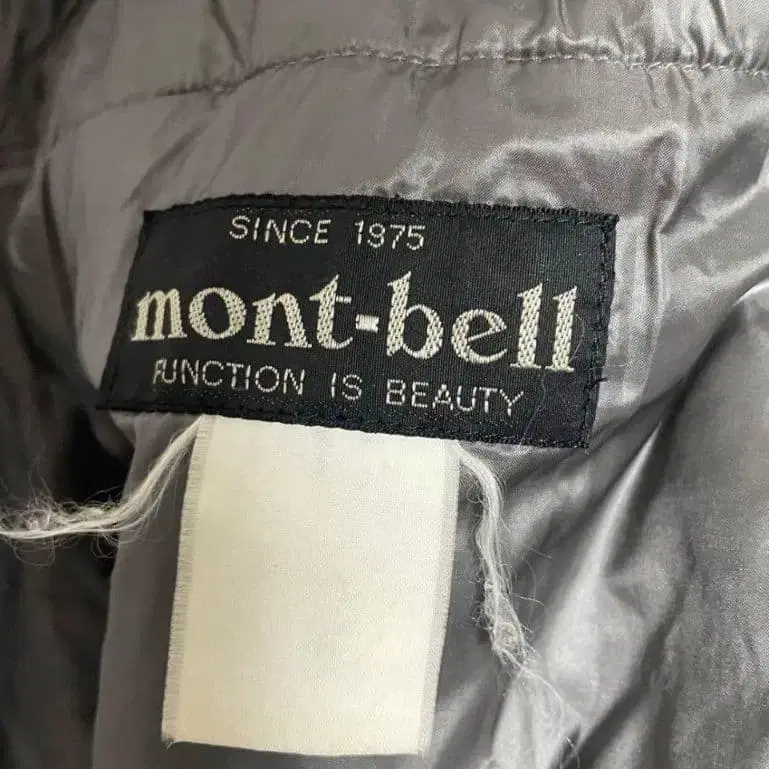 SINCE 1975
mont-bell
FUNCTION IS BEAUTY